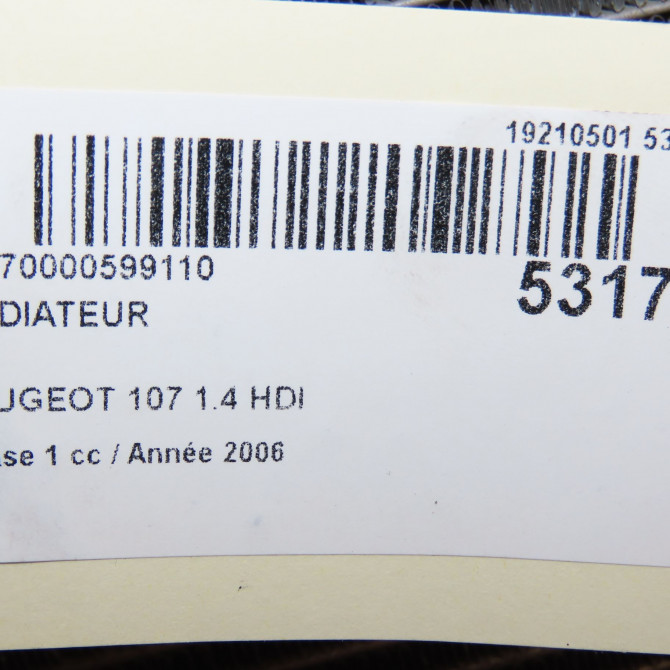 19210501 53
70000599110
5317
DIATEUR
UGEOT 107 1.4 HDI
se 1 cc / Année 2006